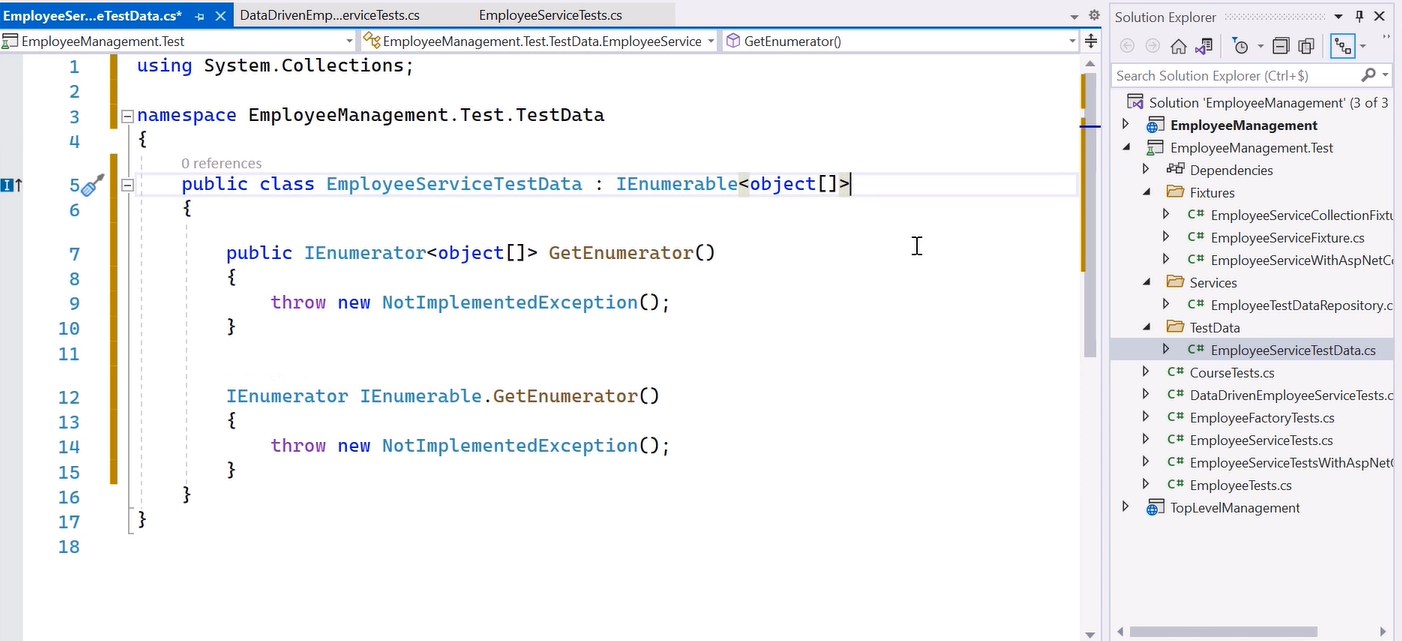 EmployeeSer...eTestData.cs*
DataDrivenEmp...erviceTests.cs
EmployeeServiceTests.cs
EmployeeManagement.Test
EmployeeManagement.Test.TestData.EmployeeService
GetEnumerator()
1 using System.Collections;
2
3 namespace EmployeeManagement.Test.TestData
4 {
0 references
5 public class EmployeeServiceTestData : IEnumerable<object[]>
6 {
7 public IEnumerator<object[]> GetEnumerator()
8 {
9 throw new NotImplementedException();
10 }
11
12 IEnumerator IEnumerable.GetEnumerator()
13 {
14 throw new NotImplementedException();
15 }
16 }
17 }
18
Solution Explorer
Search Solution Explorer (Ctrl+$)
Solution 'EmployeeManagement' (3 of 3
EmployeeManagement
EmployeeManagement.Test
Dependencies
Fixtures
C# EmployeeServiceCollectionFixtu
C# EmployeeServiceFixture.cs
C# EmployeeServiceWithAspNetCo
Services
C# EmployeeTestDataRepository.c
TestData
C# EmployeeServiceTestData.cs
C# CourseTests.cs
C# DataDrivenEmployeeServiceTests.c
C# EmployeeFactoryTests.cs
C# EmployeeServiceTests.cs
C# EmployeeServiceTestsWithAspNetC
C# EmployeeTests.cs
TopLevelManagement